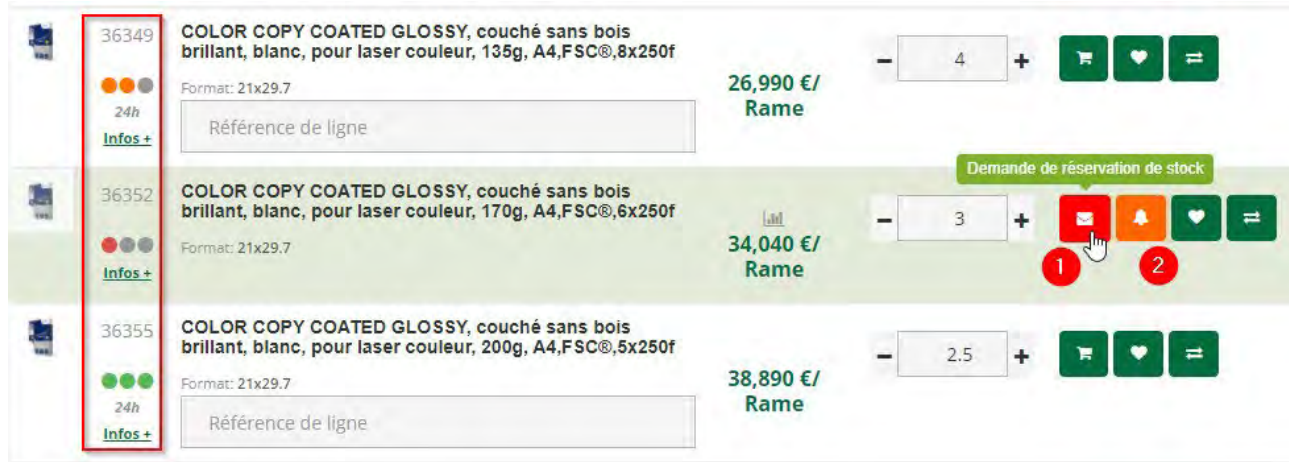 36349
24h
Infos +
COLOR COPY COATED GLOSSY, couché sans bois
brillant, blanc, pour laser couleur, 135g, A4,FSC®,8x250f
Format: 21x29.7
Référence de ligne
26,990 €/
Rame
− 4 +
36352
Infos +
COLOR COPY COATED GLOSSY, couché sans bois
brillant, blanc, pour laser couleur, 170g, A4,FSC®,6x250f
Format: 21x29.7
34,040 €/
Rame
− 3 +
Demande de réservation de stock
1
2
36355
24h
Infos +
COLOR COPY COATED GLOSSY, couché sans bois
brillant, blanc, pour laser couleur, 200g, A4,FSC®,5x250f
Format: 21x29.7
Référence de ligne
38,890 €/
Rame
− 2.5 +